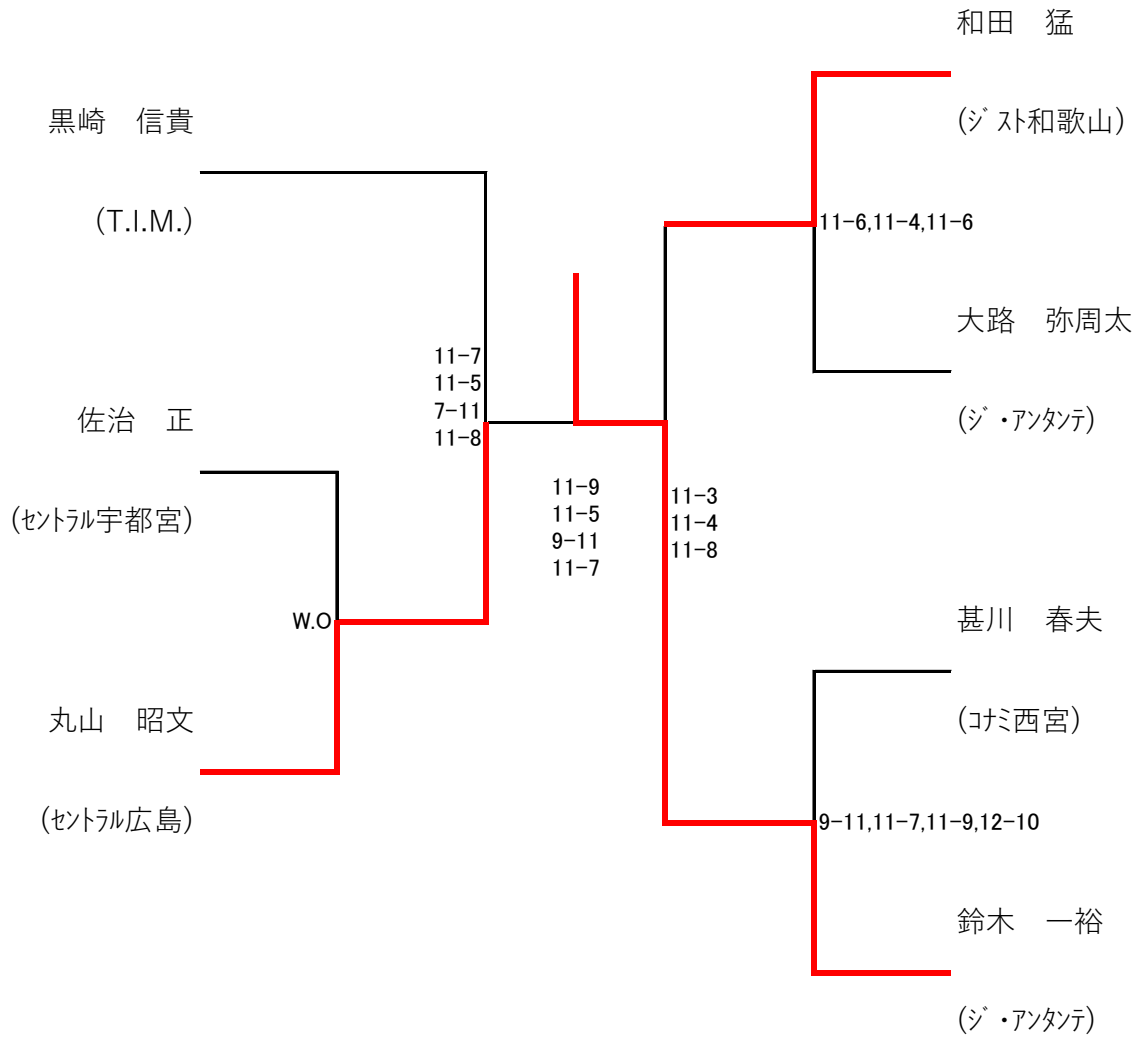 黒崎　信貴
(T.I.M.)
佐治　正
(ｾﾝﾄﾗﾙ宇都宮)
丸山　昭文
(ｾﾝﾄﾗﾙ広島)
11-7
11-5
7-11
11-8
W.O
11-9
11-5
9-11
11-7
11-3
11-4
11-8
和田　猛
(ｼﾞｽﾄ和歌山)
11-6,11-4,11-6
大路　弥周太
(ｼﾞ・ｱﾝﾀﾝﾃ)
甚川　春夫
(ｺﾅﾐ西宮)
9-11,11-7,11-9,12-10
鈴木　一裕
(ｼﾞ・ｱﾝﾀﾝﾃ)